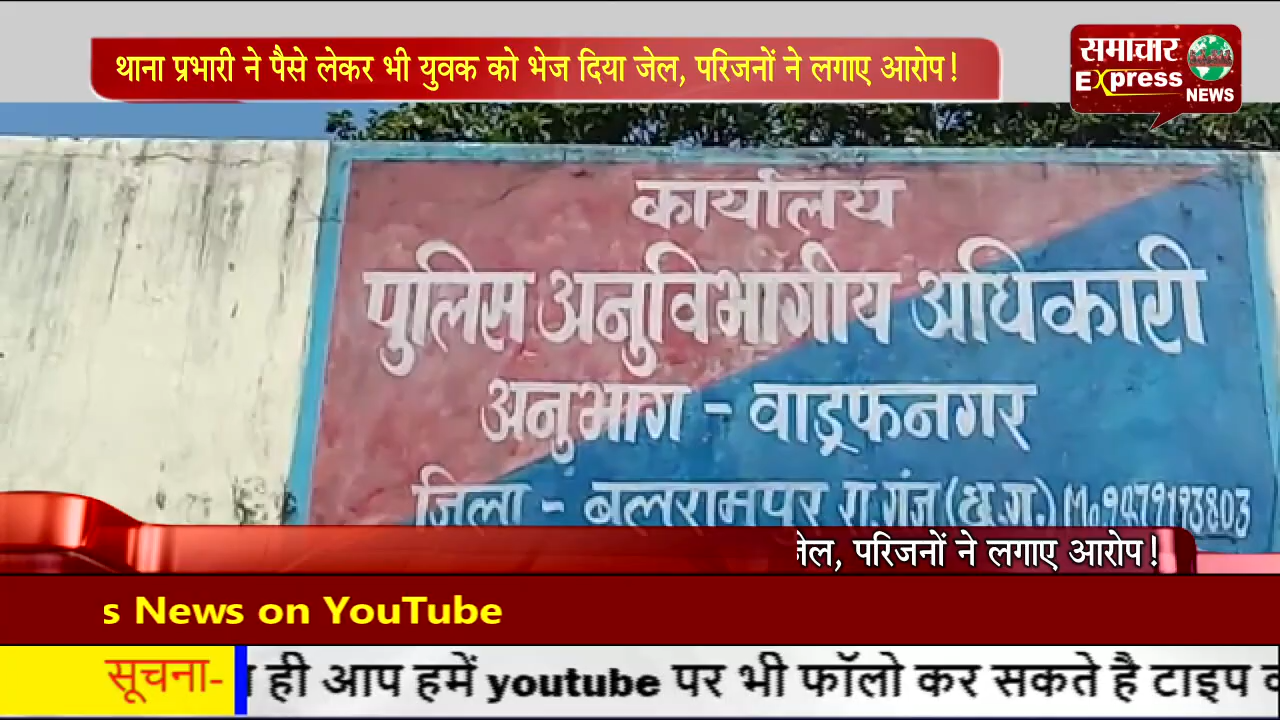 थाना प्रभारी ने पैसे लेकर भी युवक को भेज दिया जेल, परिजनों ने लगाए आरोप!
समाचार
Express
NEWS
कार्यालय
पुलिस अनुविभागीय अधिकारी
अनुभाग - वाड्रफनगर
जिला - बलरामपुर रा.गंज (छ.ग.) Mo.9479193803
जेल, परिजनों ने लगाए आरोप!
s News on YouTube
सूचना- ही आप हमें youtube पर भी फॉलो कर सकते है टाइप